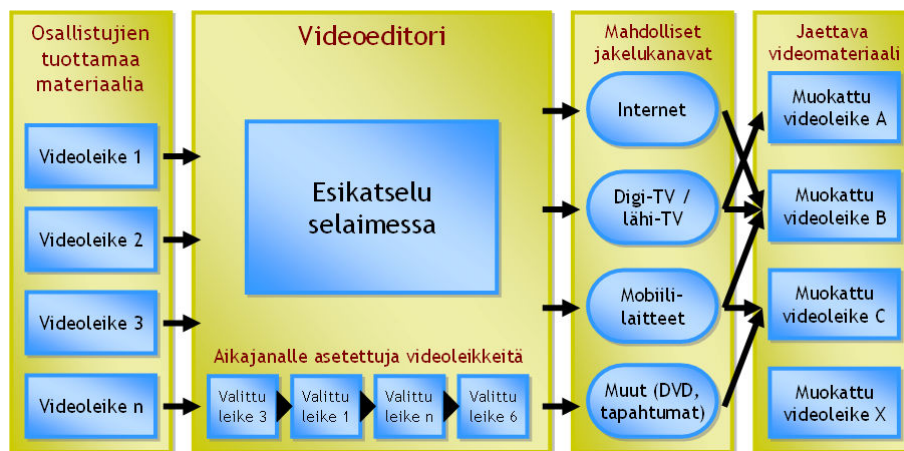 Osallistujien
tuottamaa
materiaalia
Videoleike 1
Videoleike 2
Videoleike 3
Videoleike n
Videoeditori
Esikatselu
selaimessa
Aikajanalle asetettuja videoleikkeitä
Valittu
leike 3
Valittu
leike 1
Valittu
leike n
Valittu
leike 6
Mahdolliset
jakelukanavat
Internet
Digi-TV /
lähi-TV
Mobiili-
laitteet
Muut (DVD,
tapahtumat)
Jaettava
videomateriaali
Muokattu
videoleike A
Muokattu
videoleike B
Muokattu
videoleike C
Muokattu
videoleike X